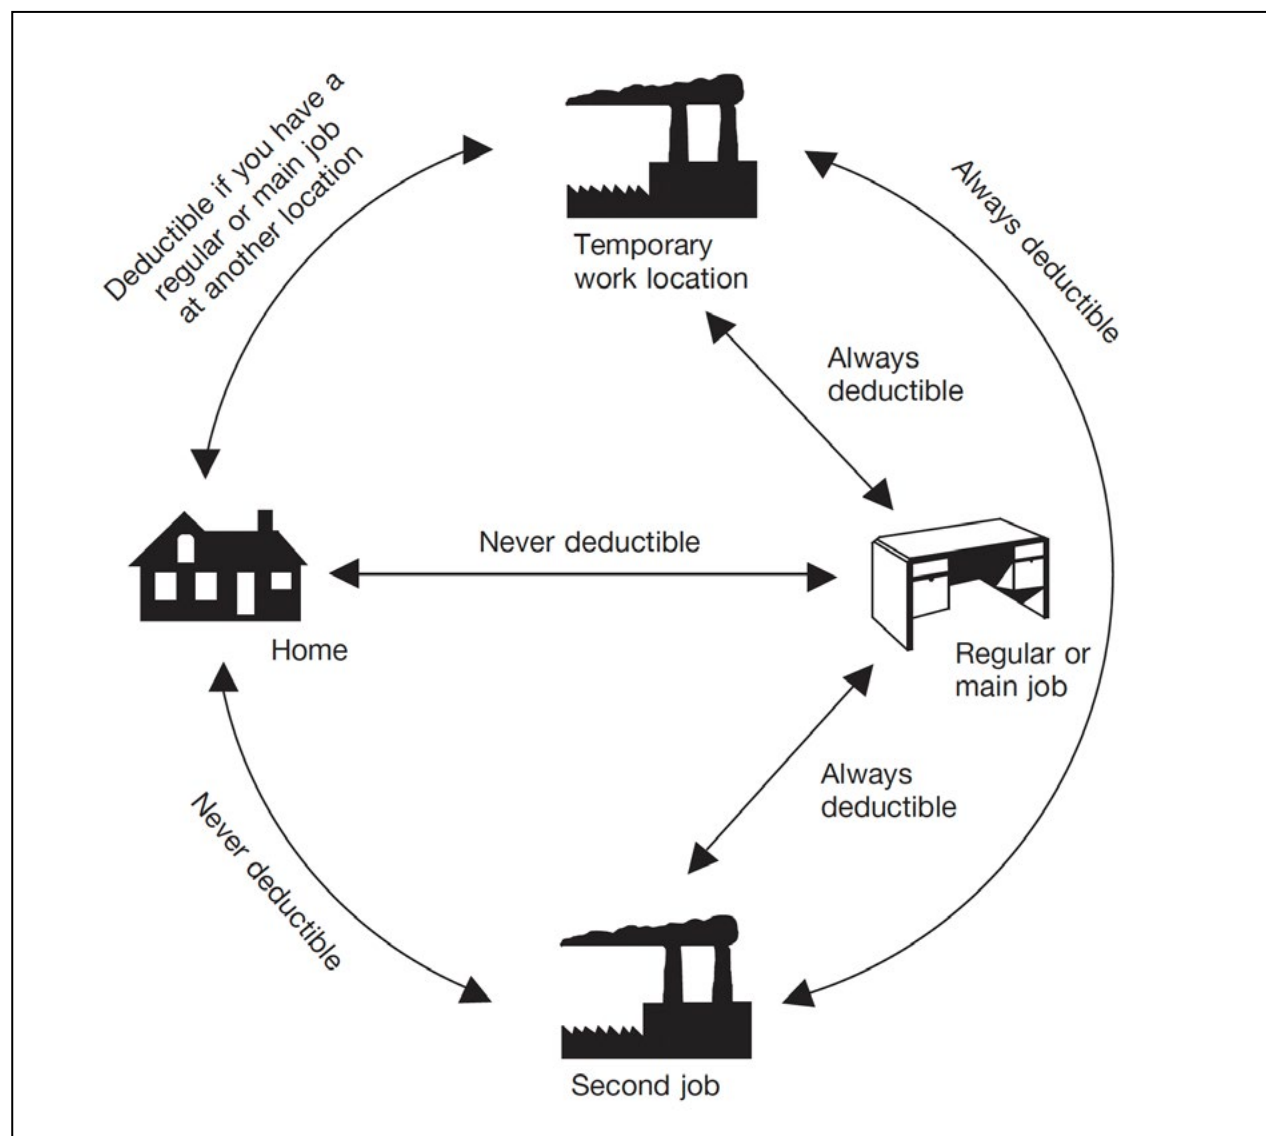 Deductible if you have a
regular or main job
at another location
Temporary
work location
Always deductible
Always
deductible
Never deductible
Home
Regular or
main job
Always
deductible
Never deductible
Second job